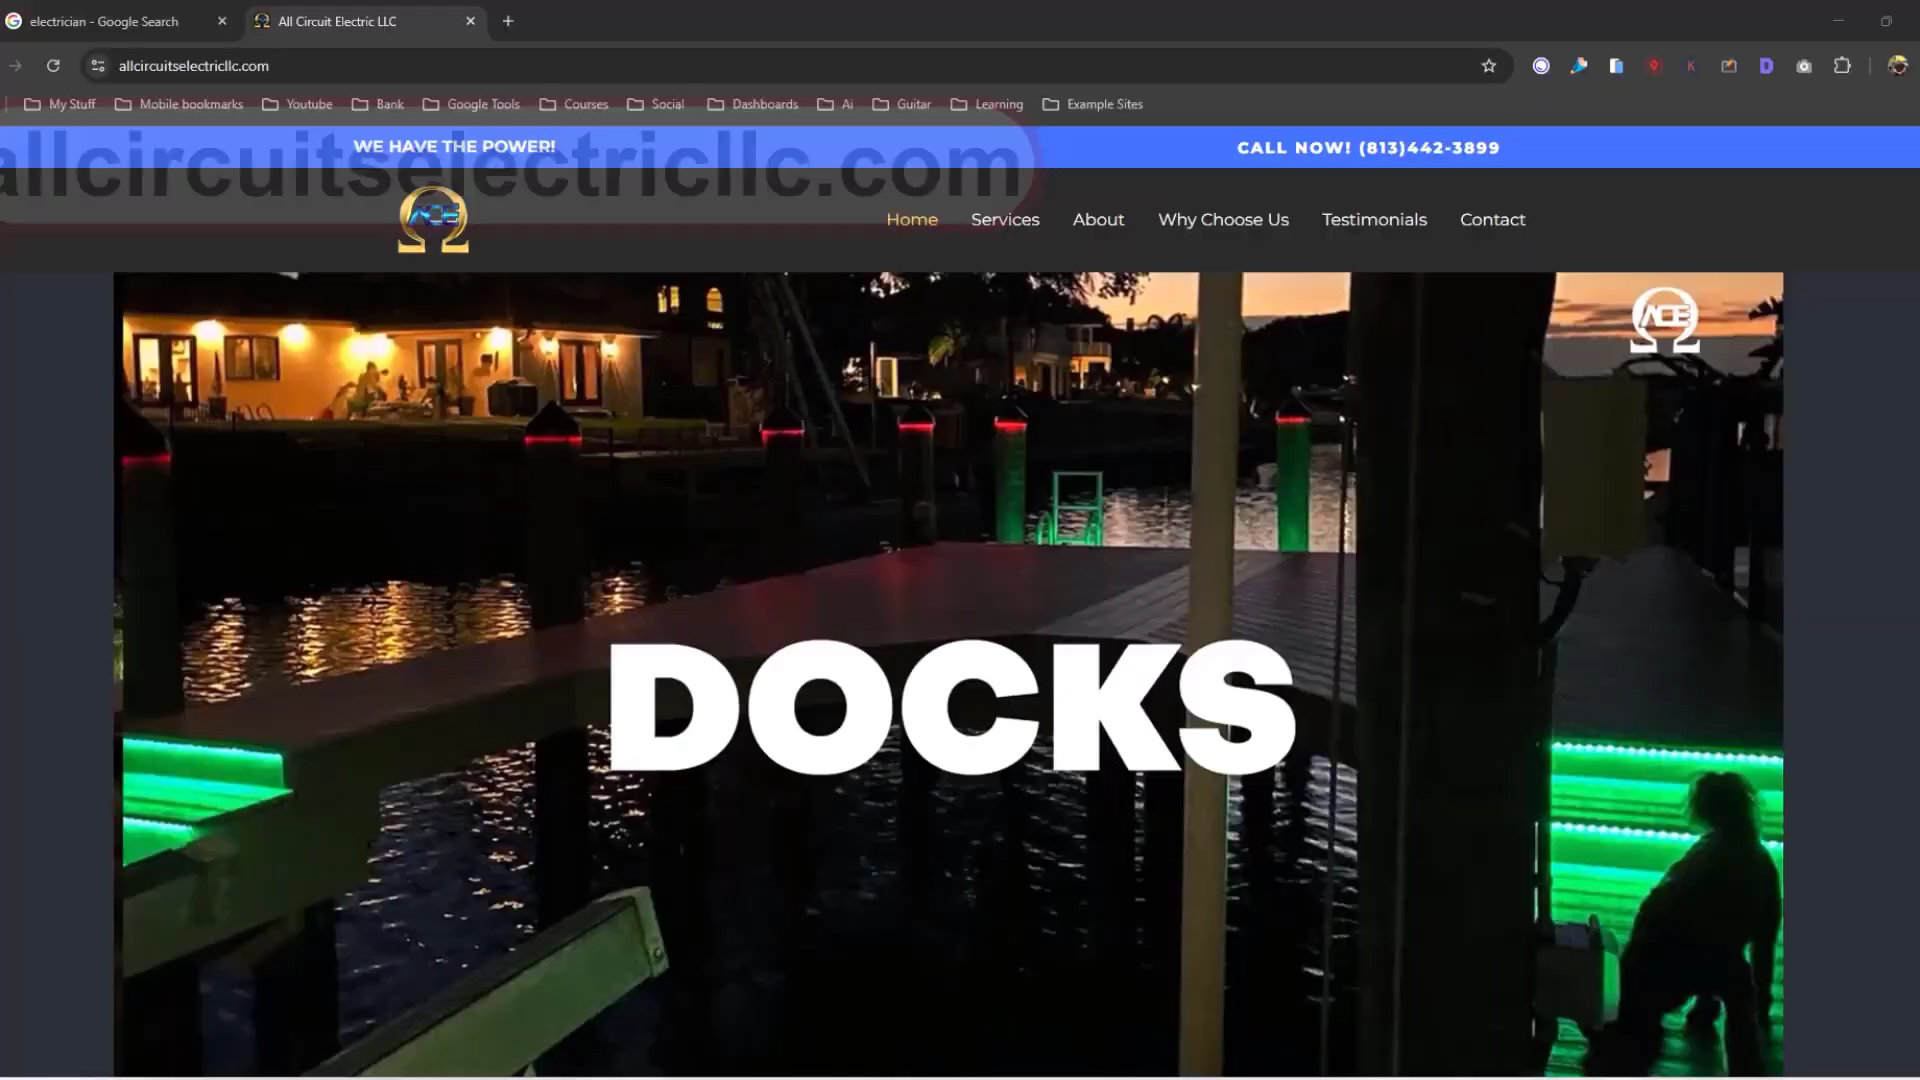 electrician - Google Search
All Circuit Electric LLC
allcircuitselectricllc.com
My Stuff
Mobile bookmarks
Youtube
Bank
Google Tools
Courses
Social
Dashboards
Ai
Guitar
Learning
Example Sites
allcircuitselectricllc.com
WE HAVE THE POWER!
CALL NOW! (813)442-3899
ACE
Home
Services
About
Why Choose Us
Testimonials
Contact
ACE
DOCKS